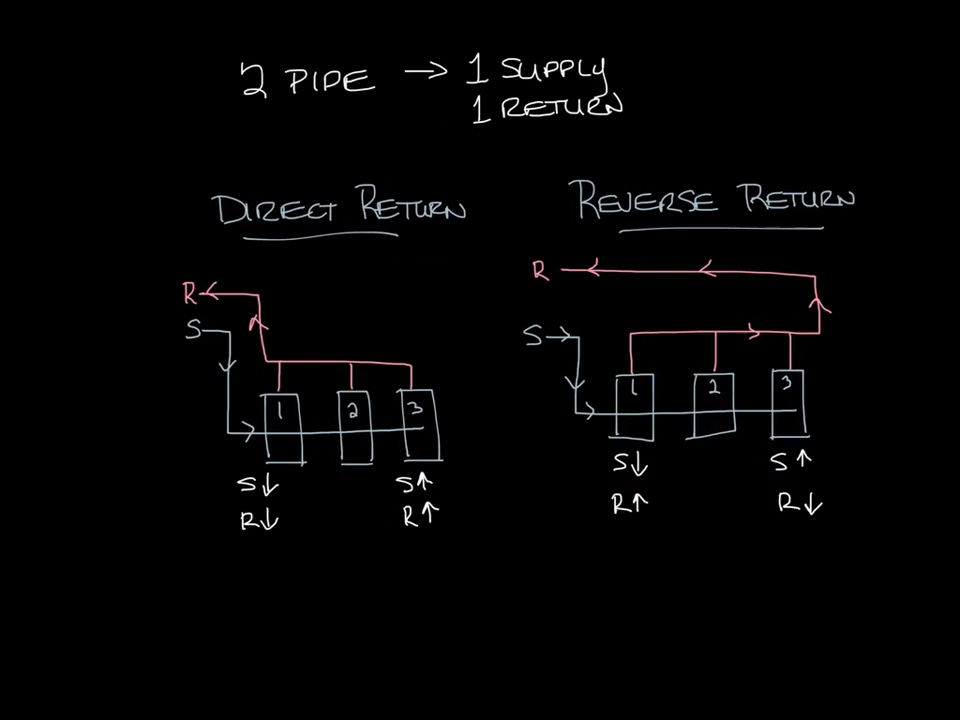 2 PIPE → 1 SUPPLY
1 RETURN
DIRECT RETURN
R
S
1 2 3
S↓ S↑
R↓ R↑
REVERSE RETURN
R
S
1 2 3
S↓ S↑
R↑ R↓